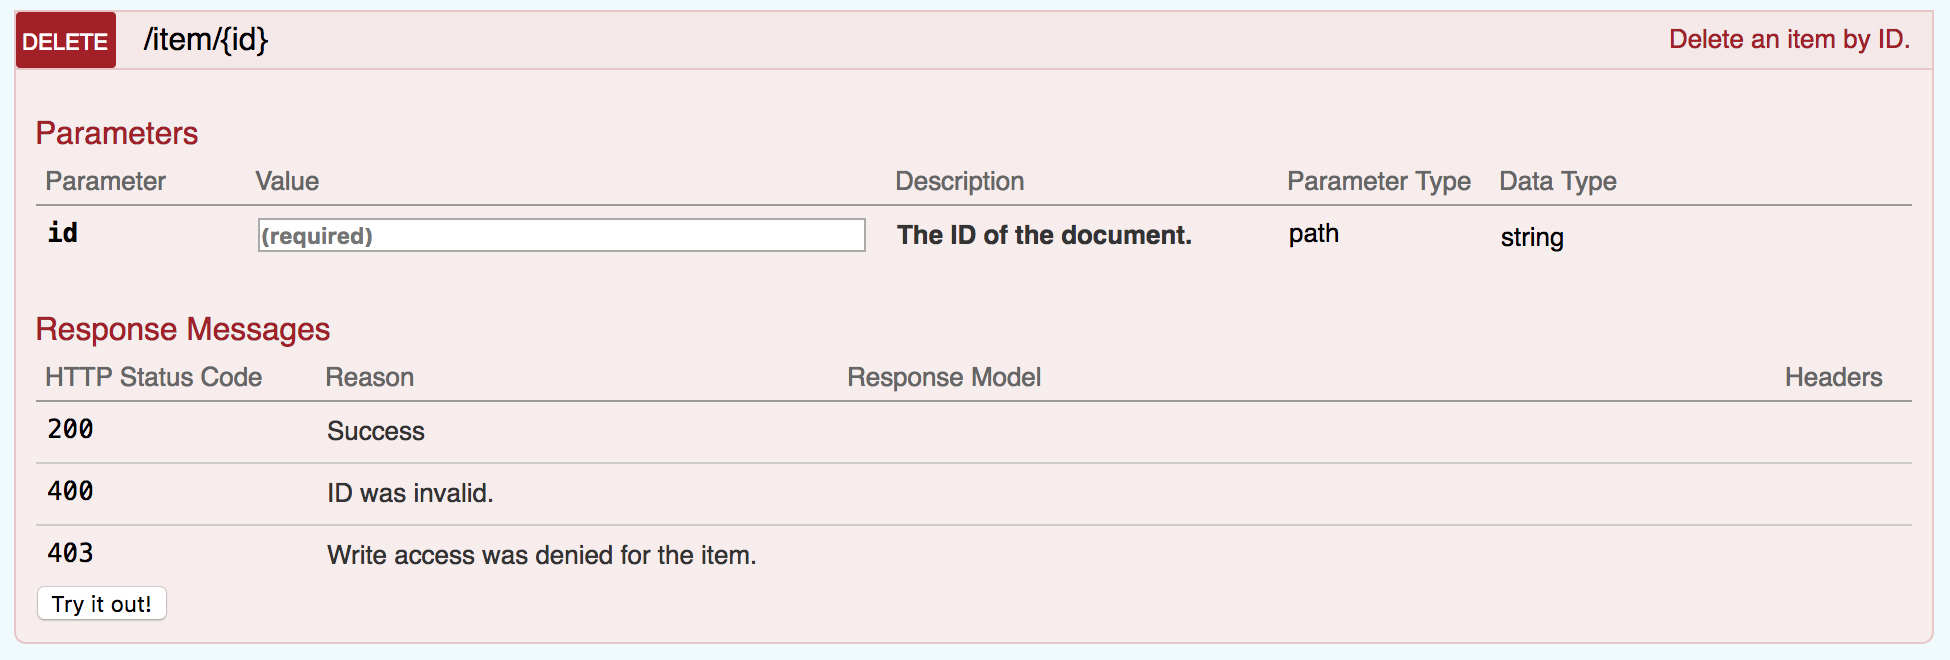 DELETE /item/{id} Delete an item by ID.
Parameters
Parameter Value Description Parameter Type Data Type
id (required) The ID of the document. path string
Response Messages
HTTP Status Code Reason Response Model Headers
200 Success
400 ID was invalid.
403 Write access was denied for the item.
Try it out!